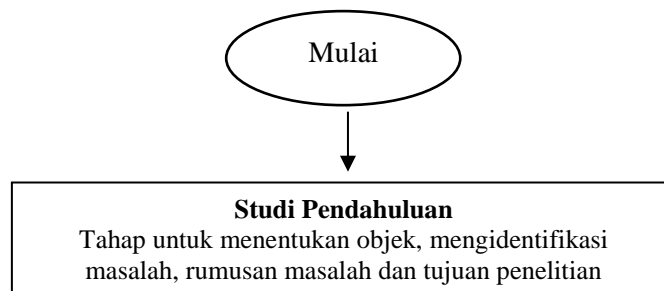 Mulai
Studi Pendahuluan
Tahap untuk menentukan objek, mengidentifikasi
masalah, rumusan masalah dan tujuan penelitian